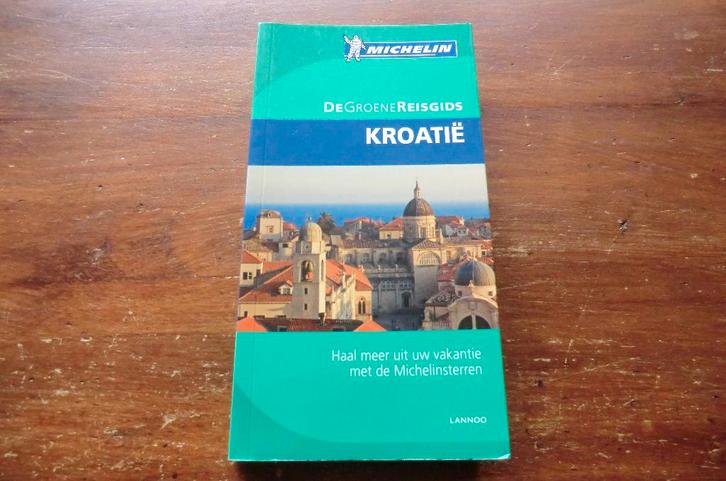 MICHELIN
DEGROENEREISGIDS
KROATIË
Haal meer uit uw vakantie
met de Michelinsterren
LANNOO